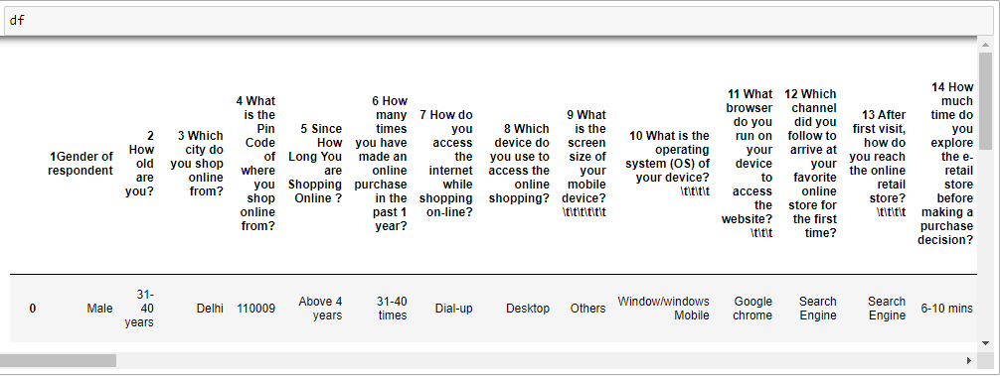 df
1Gender of
respondent
2
How
old
are
you?
3 Which
city do
you shop
online
from?
4 What
is the
Pin
Code
of
where
you
shop
online
from?
5 Since
How
Long You
are
Shopping
Online ?
6 How
many
times
you have
made an
online
purchase
in the
past 1
year?
7 How do
you
access
the
internet
while
shopping
on-line?
8 Which
device do
you use to
access the
online
shopping?
9 What
is the
screen
size of
your
mobile
device?
\t\t\t\t\t\t
10 What is the
operating
system (OS) of
your device?
\t\t\t\t
11 What
browser
do you
run on
your
device
to
access
the
website?
\t\t\t
12 Which
channel
did you
follow to
arrive at
your
favorite
online
store for
the first
time?
13 After
first visit,
how do
you reach
the online
retail
store?
\t\t\t\t
14 How
much
time do
you
explore
the e-
retail
store
before
making a
purchase
decision?
0
Male
31-
40
years
Delhi
110009
Above 4
years
31-40
times
Dial-up
Desktop
Others
Window/windows
Mobile
Google
chrome
Search
Engine
Search
Engine
6-10 mins